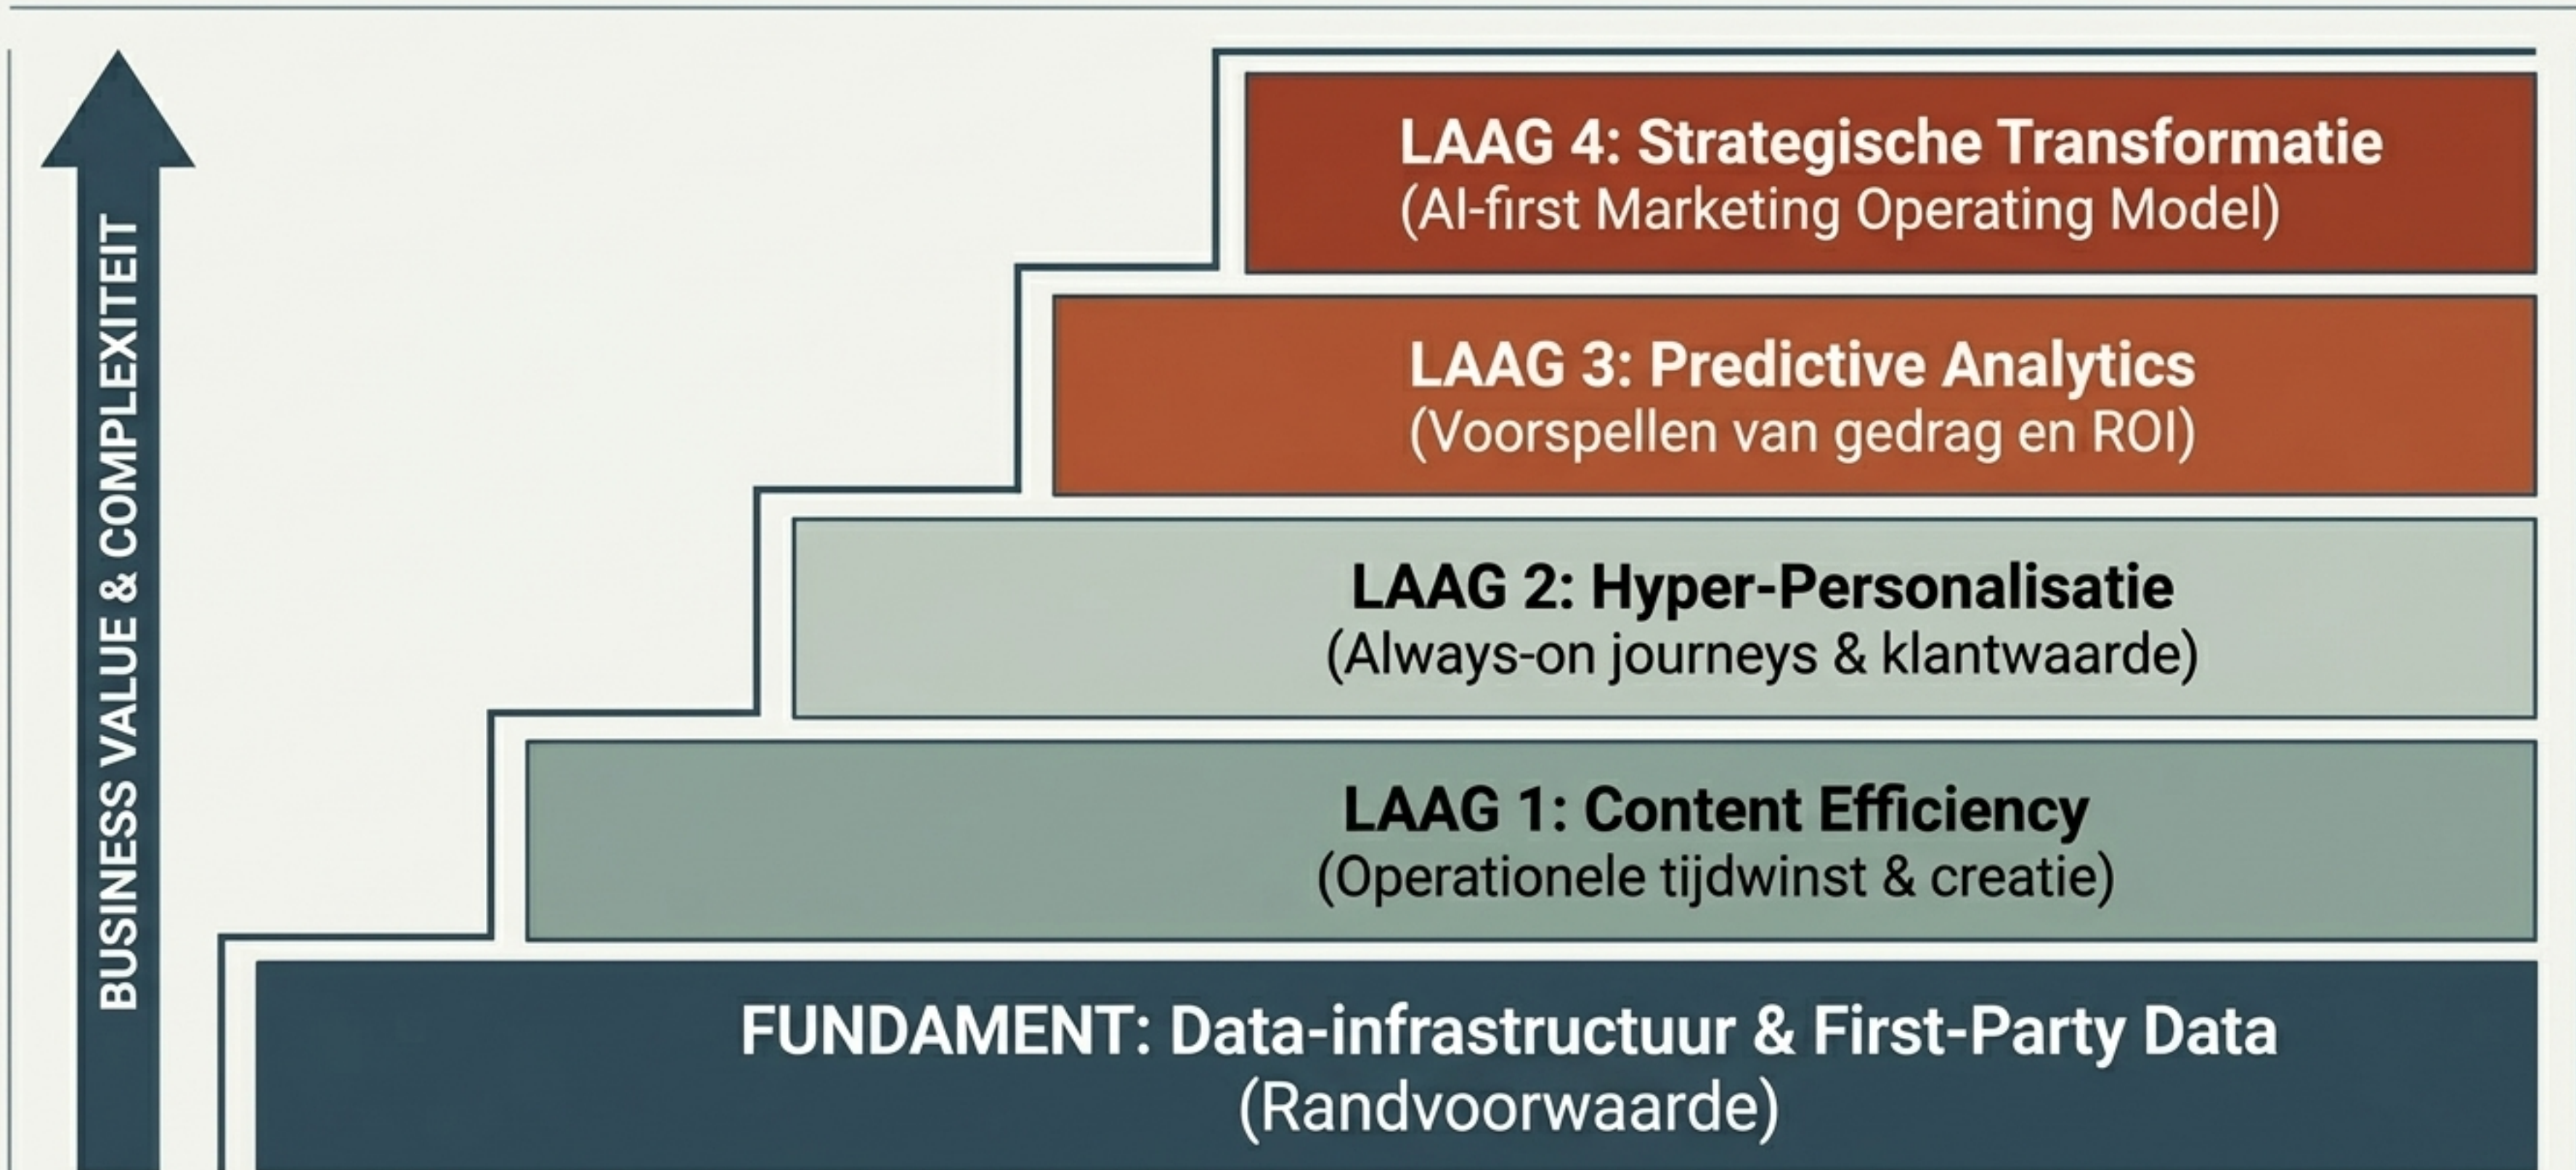 BUSINESS VALUE & COMPLEXITEIT
LAAG 4: Strategische Transformatie
(AI-first Marketing Operating Model)
LAAG 3: Predictive Analytics
(Voorspellen van gedrag en ROI)
LAAG 2: Hyper-Personalisatie
(Always-on journeys & klantwaarde)
LAAG 1: Content Efficiency
(Operationele tijdwinst & creatie)
FUNDAMENT: Data-infrastructuur & First-Party Data
(Randvoorwaarde)